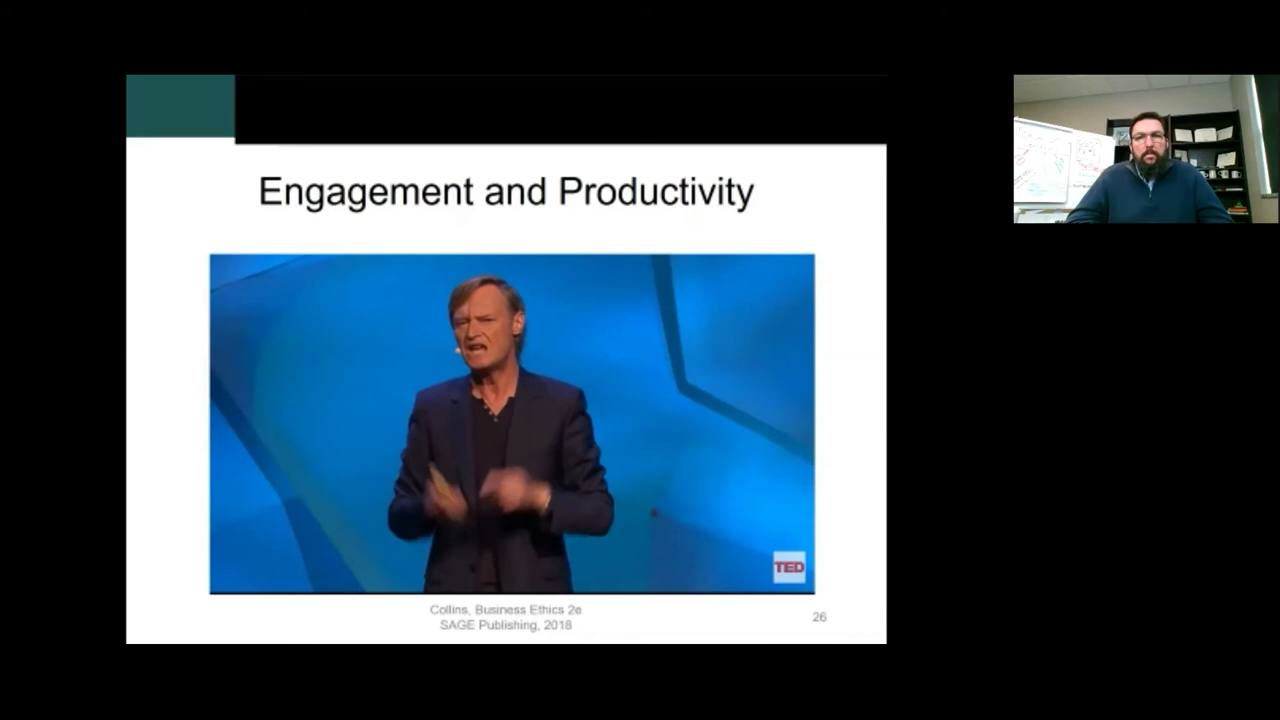 Engagement and Productivity
TED
Collins, Business Ethics 2e
SAGE Publishing, 2018
26